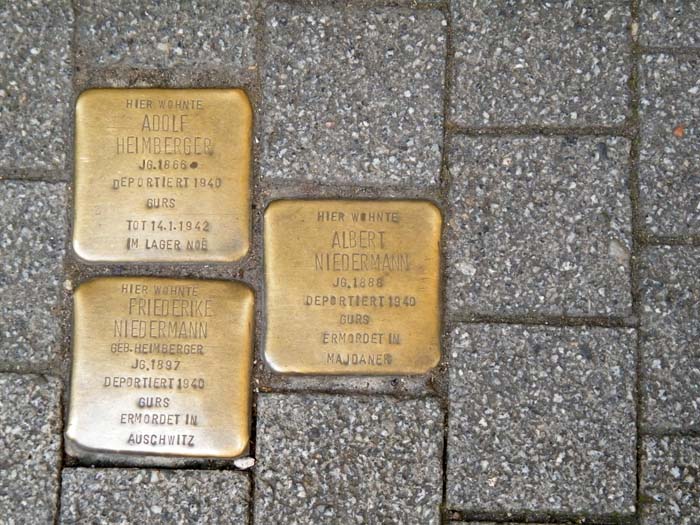 HIER WOHNTE
ADOLF
HEIMBERGER
JG. 1866
DEPORTIERT 1940
GURS
TOT 14.1.1942
IM LAGER NOÉ
HIER WOHNTE
FRIEDERIKE
NIEDERMANN
GEB. HEIMBERGER
JG. 1897
DEPORTIERT 1940
GURS
ERMORDET IN
AUSCHWITZ
HIER WOHNTE
ALBERT
NIEDERMANN
JG. 1888
DEPORTIERT 1940
GURS
ERMORDET IN
MAJDANEK